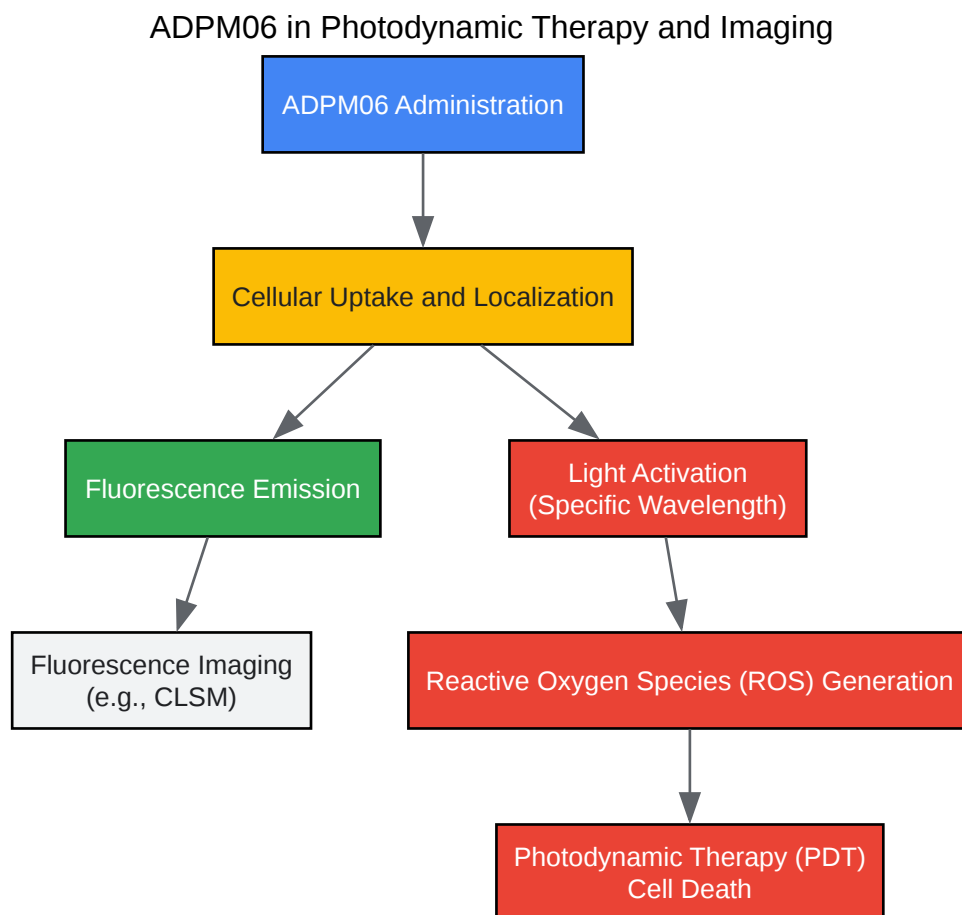 ADPM06 in Photodynamic Therapy and Imaging
ADPM06 Administration
Cellular Uptake and Localization
Fluorescence Emission
Light Activation
(Specific Wavelength)
Fluorescence Imaging
(e.g., CLSM)
Reactive Oxygen Species (ROS) Generation
Photodynamic Therapy (PDT)
Cell Death